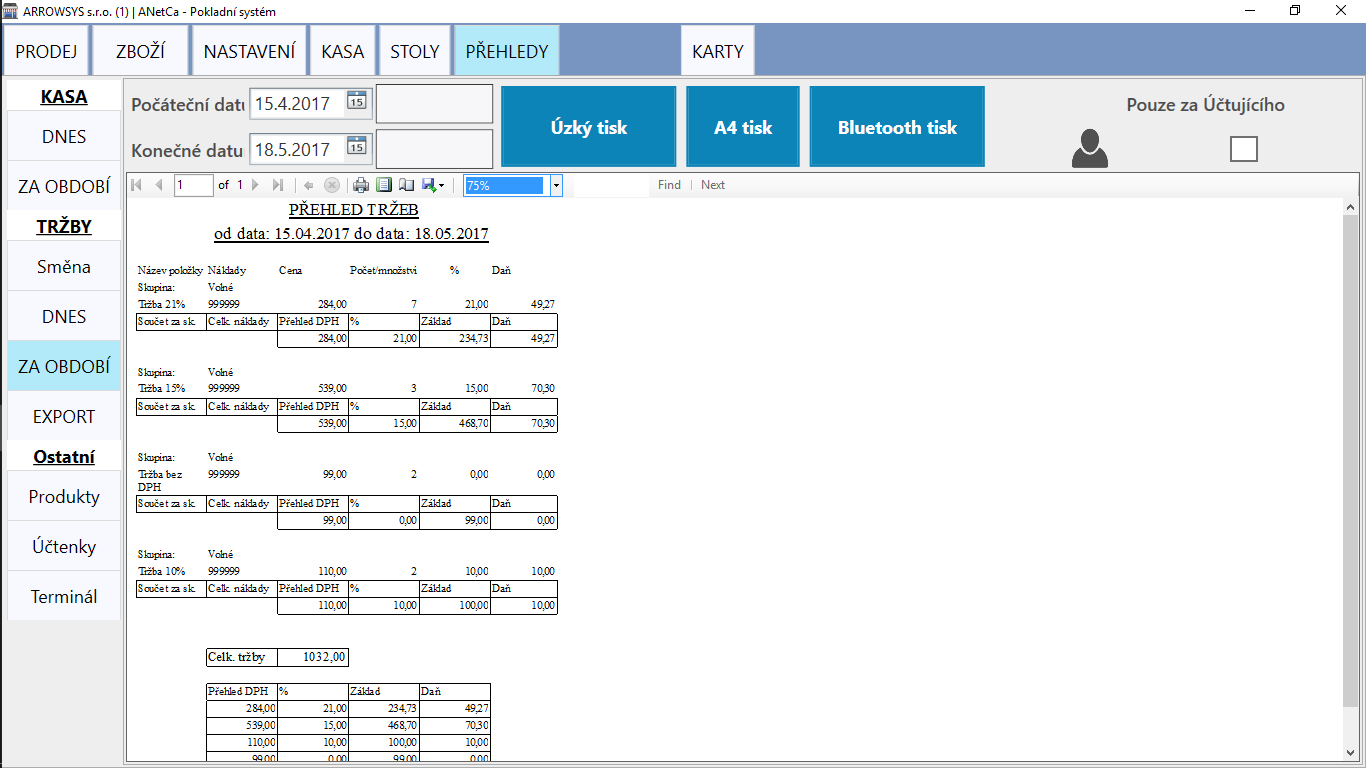 ARROWSYS s.r.o. (1) | ANetCa - Pokladní systém
PRODEJ ZBOŽÍ NASTAVENÍ KASA STOLY PŘEHLEDY KARTY
KASA
DNES
ZA OBDOBÍ
TRŽBY
Směna
DNES
ZA OBDOBÍ
EXPORT
Ostatní
Produkty
Účtenky
Terminál
Počáteční datu 15.4.2017 15
Konečné datu 18.5.2017 15
Úzký tisk A4 tisk Bluetooth tisk
Pouze za Účtujícího
1 of 1 75% Find | Next
PŘEHLED TRŽEB
od data: 15.04.2017 do data: 18.05.2017
Název položky Náklady Cena Počet/množství % Daň
Skupina: Volné
Tržba 21% 999999 284,00 7 21,00 49,27
Součet za sk. Celk. náklady Přehled DPH % Základ Daň
284,00 21,00 234,73 49,27
Skupina: Volné
Tržba 15% 999999 539,00 3 15,00 70,30
Součet za sk. Celk. náklady Přehled DPH % Základ Daň
539,00 15,00 468,70 70,30
Skupina: Volné
Tržba bez 999999 99,00 2 0,00 0,00
DPH
Součet za sk. Celk. náklady Přehled DPH % Základ Daň
99,00 0,00 99,00 0,00
Skupina: Volné
Tržba 10% 999999 110,00 2 10,00 10,00
Součet za sk. Celk. náklady Přehled DPH % Základ Daň
110,00 10,00 100,00 10,00
Celk. tržby 1032,00
Přehled DPH % Základ Daň
284,00 21,00 234,73 49,27
539,00 15,00 468,70 70,30
110,00 10,00 100,00 10,00
99,00 0,00 99,00 0,00